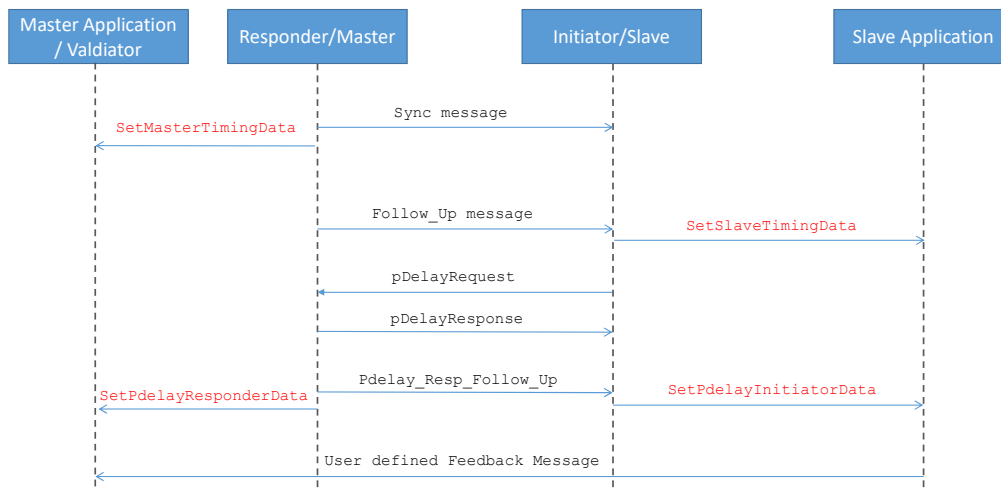 Master Application
/ Valdiator
Responder/Master
Initiator/Slave
Slave Application
Sync message
SetMasterTimingData
Follow_Up message
SetSlaveTimingData
pDelayRequest
pDelayResponse
Pdelay_Resp_Follow_Up
SetPdelayResponderData
SetPdelayInitiatorData
User defined Feedback Message